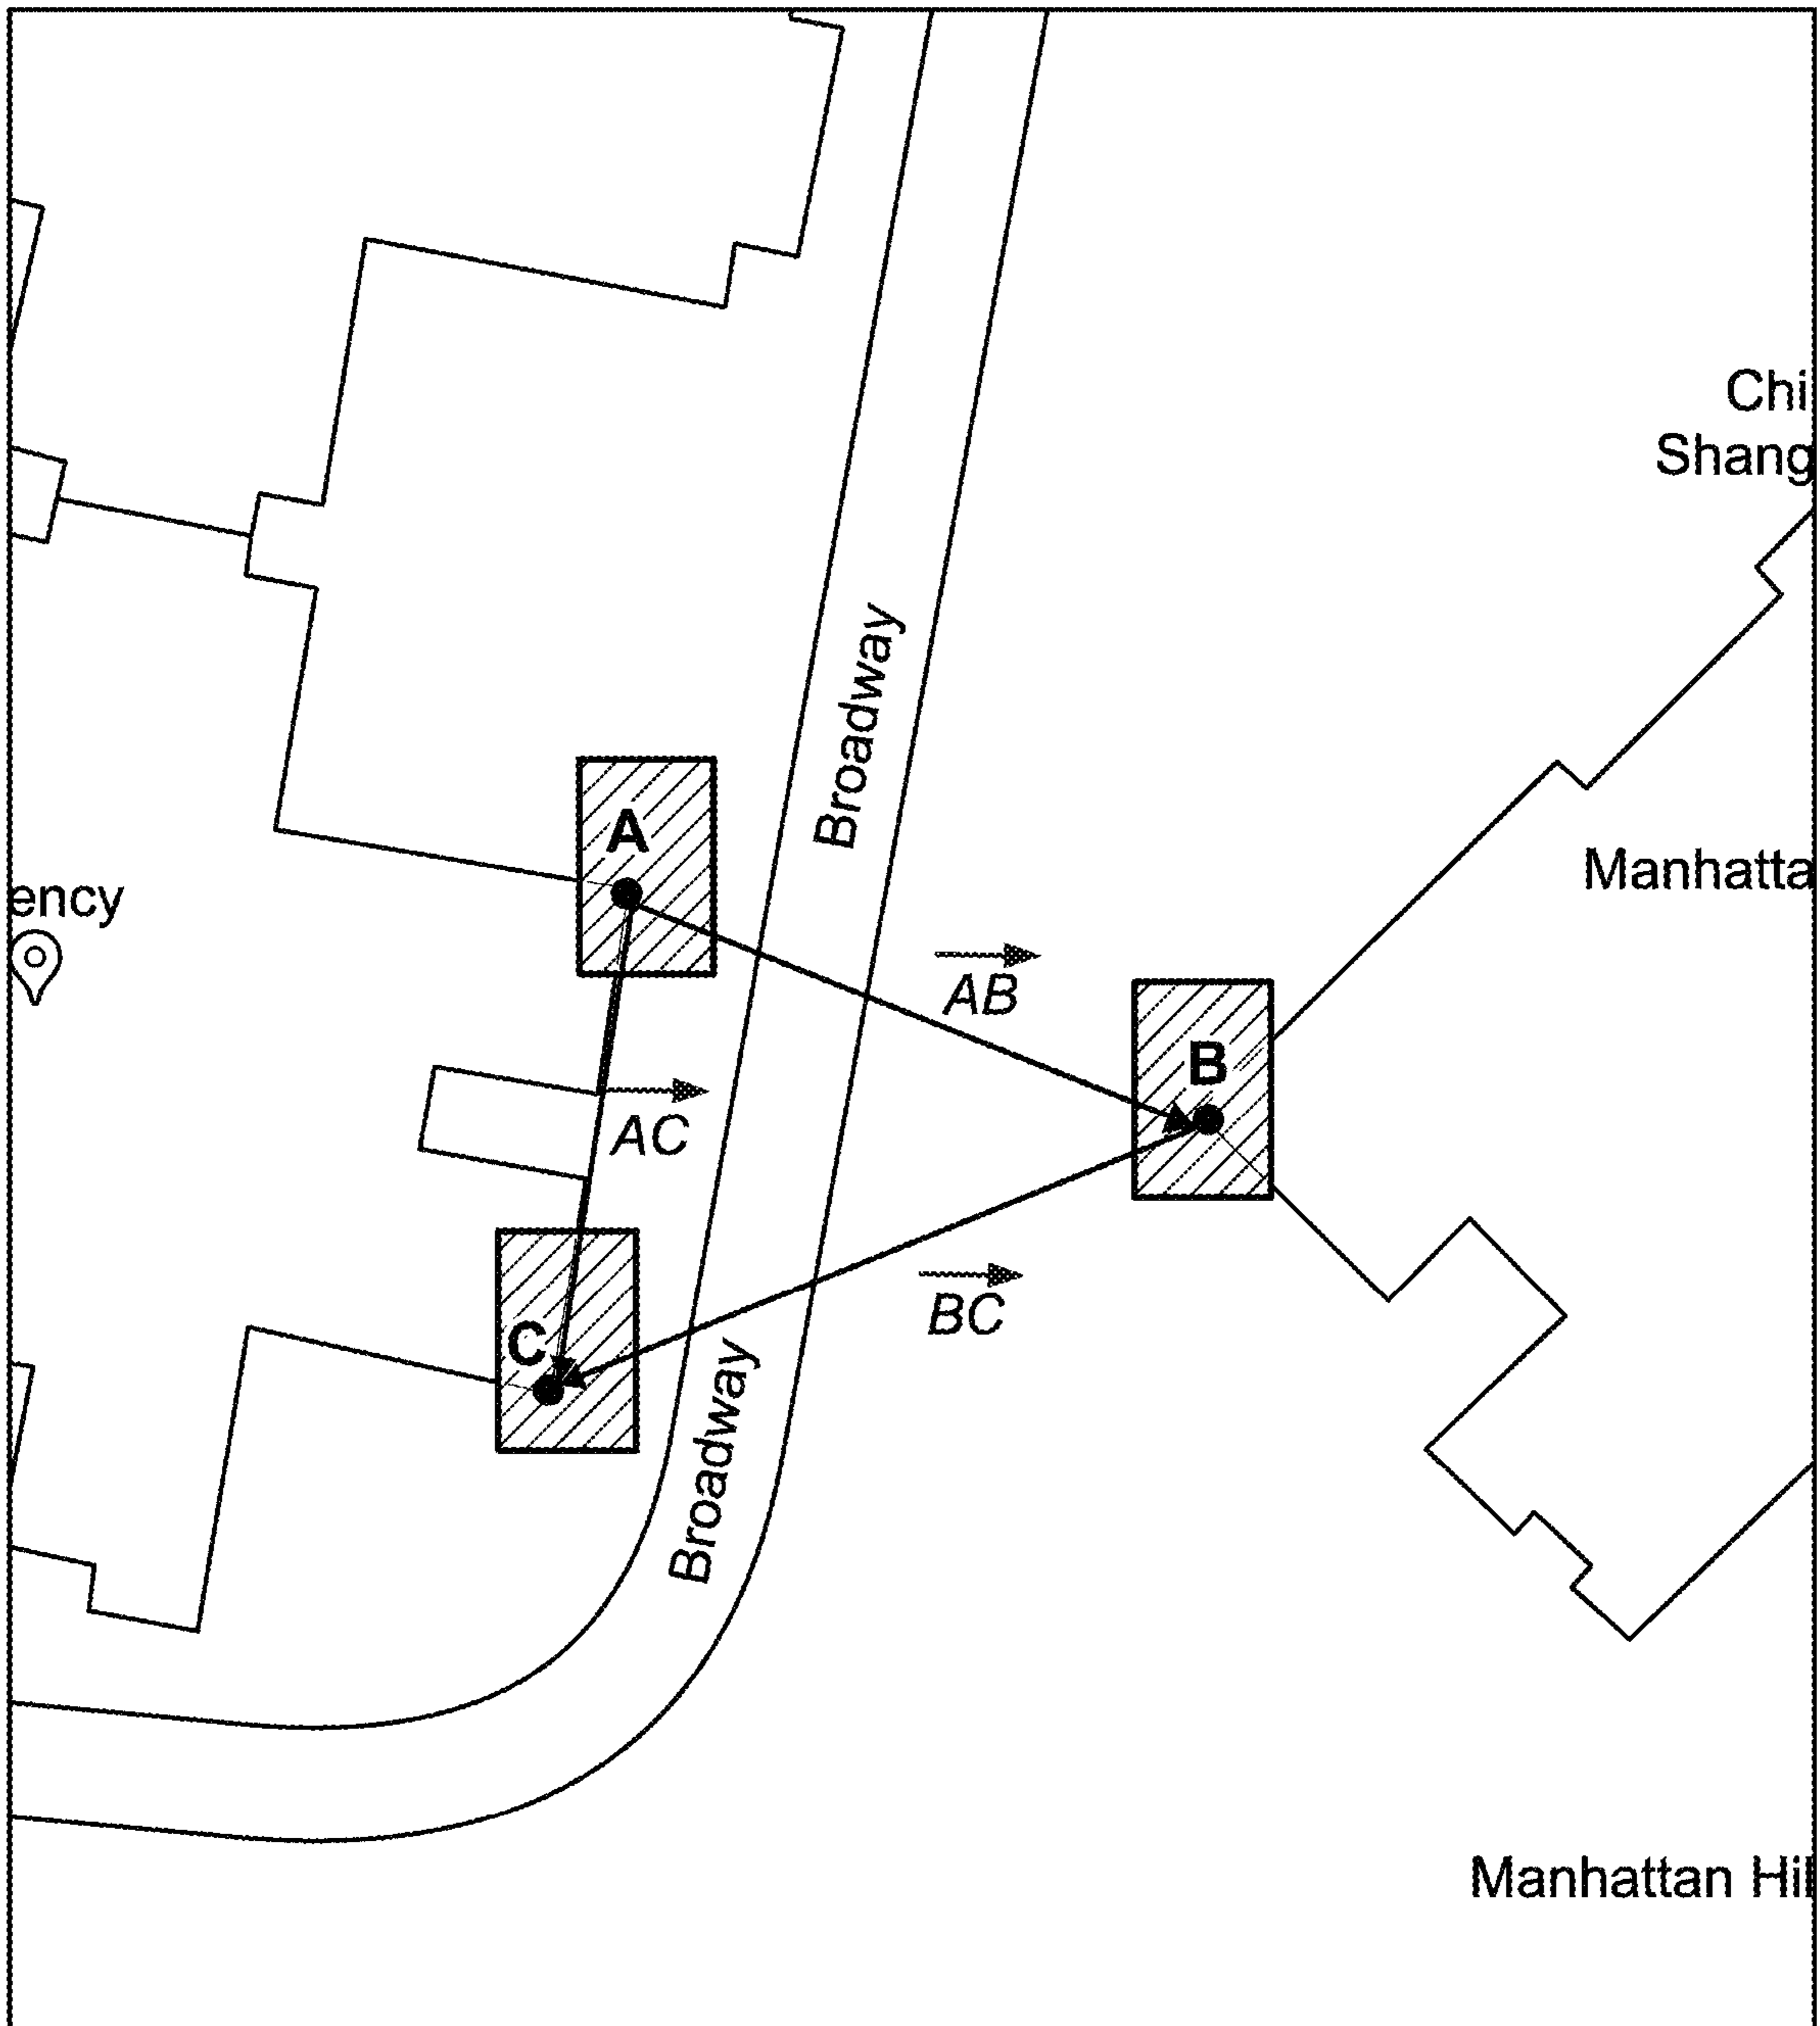 Chi
Shang
Broadway
A
Manhatta
ency
AB
B
AC
BC
C
Broadway
Manhattan Hil